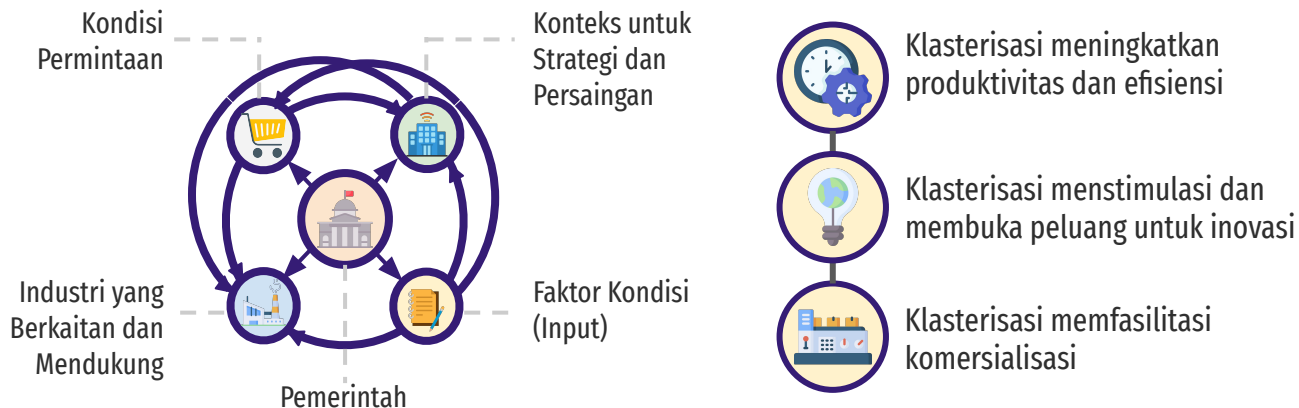 Kondisi
Permintaan
Konteks untuk
Strategi dan
Persaingan
Industri yang
Berkaitan dan
Mendukung
Faktor Kondisi
(Input)
Pemerintah
Klasterisasi meningkatkan
produktivitas dan efisiensi
Klasterisasi menstimulasi dan
membuka peluang untuk inovasi
Klasterisasi memfasilitasi
komersialisasi